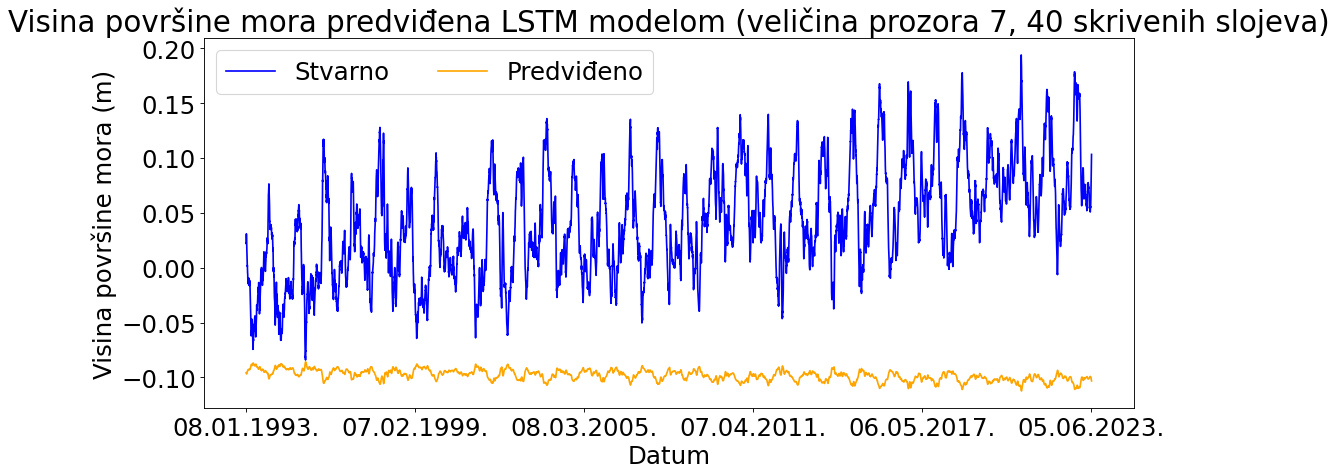 Visina površine mora predviđena LSTM modelom (veličina prozora 7, 40 skrivenih slojeva)
Stvarno
Predviđeno
Visina površine mora (m)
0.20
0.15
0.10
0.05
0.00
−0.05
−0.10
08.01.1993.
07.02.1999.
08.03.2005.
07.04.2011.
06.05.2017.
05.06.2023.
Datum